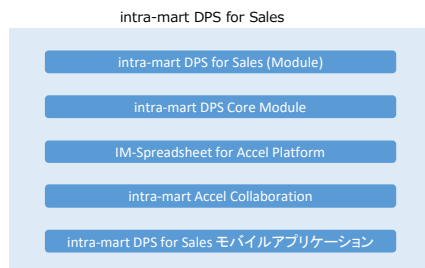 intra-mart DPS for Sales
intra-mart DPS for Sales (Module)
intra-mart DPS Core Module
IM-Spreadsheet for Accel Platform
intra-mart Accel Collaboration
intra-mart DPS for Sales モバイルアプリケーション